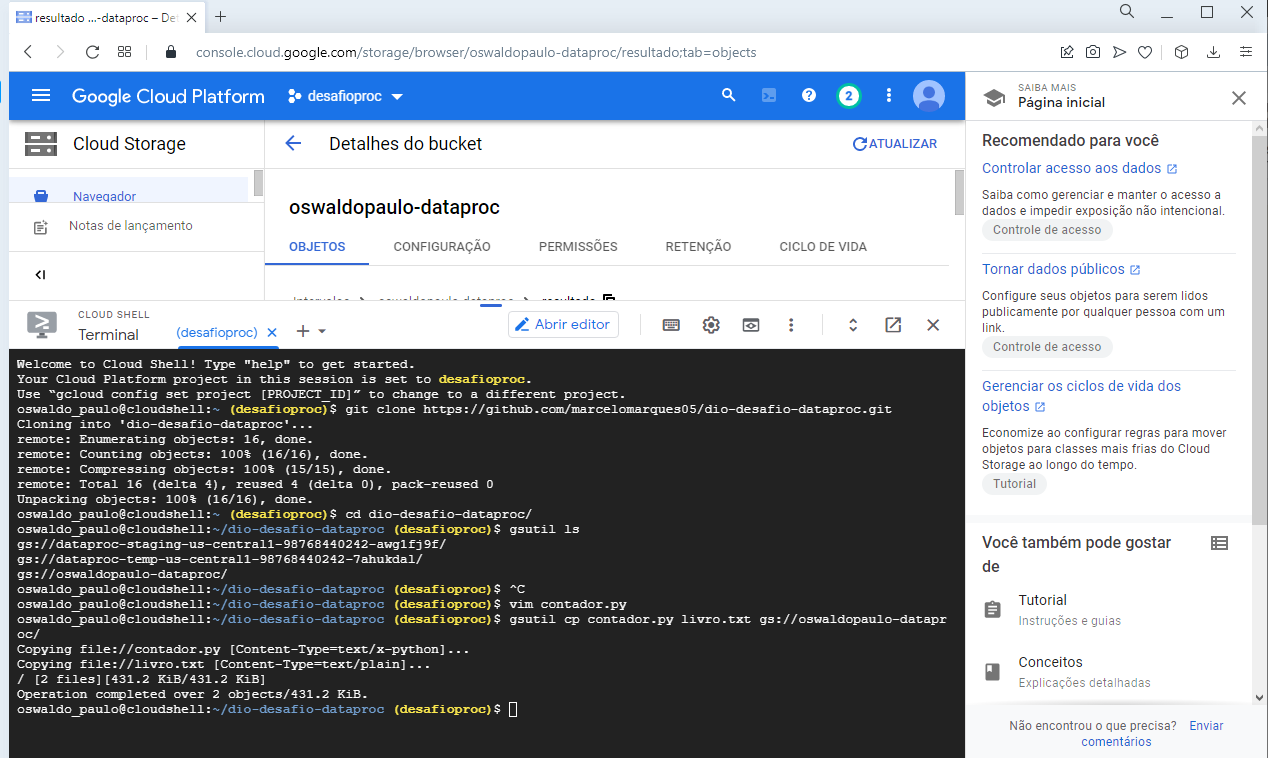 resultado ...-dataproc – De
console.cloud.google.com/storage/browser/oswaldopaulo-dataproc/resultado;tab=objects
Google Cloud Platform
desafioproc
2
Cloud Storage
Detalhes do bucket
ATUALIZAR
Navegador
Notas de lançamento
oswaldopaulo-dataproc
OBJETOS
CONFIGURAÇÃO
PERMISSÕES
RETENÇÃO
CICLO DE VIDA
Intervalos
oswaldopaulo-dataproc
resultado
CLOUD SHELL
Terminal
(desafioproc)
Abrir editor
Welcome to Cloud Shell! Type "help" to get started.
Your Cloud Platform project in this session is set to desafioproc.
Use “gcloud config set project [PROJECT_ID]” to change to a different project.
oswaldo_paulo@cloudshell:~ (desafioproc)$ git clone https://github.com/marcelomarques05/dio-desafio-dataproc.git
Cloning into 'dio-desafio-dataproc'...
remote: Enumerating objects: 16, done.
remote: Counting objects: 100% (16/16), done.
remote: Compressing objects: 100% (15/15), done.
remote: Total 16 (delta 4), reused 4 (delta 0), pack-reused 0
Unpacking objects: 100% (16/16), done.
oswaldo_paulo@cloudshell:~ (desafioproc)$ cd dio-desafio-dataproc/
oswaldo_paulo@cloudshell:~/dio-desafio-dataproc (desafioproc)$ gsutil ls
gs://dataproc-staging-us-central1-98768440242-awg1fj9f/
gs://dataproc-temp-us-central1-98768440242-7ahukdal/
gs://oswaldopaulo-dataproc/
oswaldo_paulo@cloudshell:~/dio-desafio-dataproc (desafioproc)$ ^C
oswaldo_paulo@cloudshell:~/dio-desafio-dataproc (desafioproc)$ vim contador.py
oswaldo_paulo@cloudshell:~/dio-desafio-dataproc (desafioproc)$ gsutil cp contador.py livro.txt gs://oswaldopaulo-datapr
oc/
Copying file://contador.py [Content-Type=text/x-python]...
Copying file://livro.txt [Content-Type=text/plain]...
/ [2 files][431.2 KiB/431.2 KiB]
Operation completed over 2 objects/431.2 KiB.
oswaldo_paulo@cloudshell:~/dio-desafio-dataproc (desafioproc)$
SAIBA MAIS
Página inicial
Recomendado para você
Controlar acesso aos dados
Saiba como gerenciar e manter o acesso a
dados e impedir exposição não intencional.
Controle de acesso
Tornar dados públicos
Configure seus objetos para serem lidos
publicamente por qualquer pessoa com um
link.
Controle de acesso
Gerenciar os ciclos de vida dos
objetos
Economize ao configurar regras para mover
objetos para classes mais frias do Cloud
Storage ao longo do tempo.
Tutorial
Você também pode gostar
de
Tutorial
Instruções e guias
Conceitos
Explicações detalhadas
Não encontrou o que precisa? Enviar
comentários